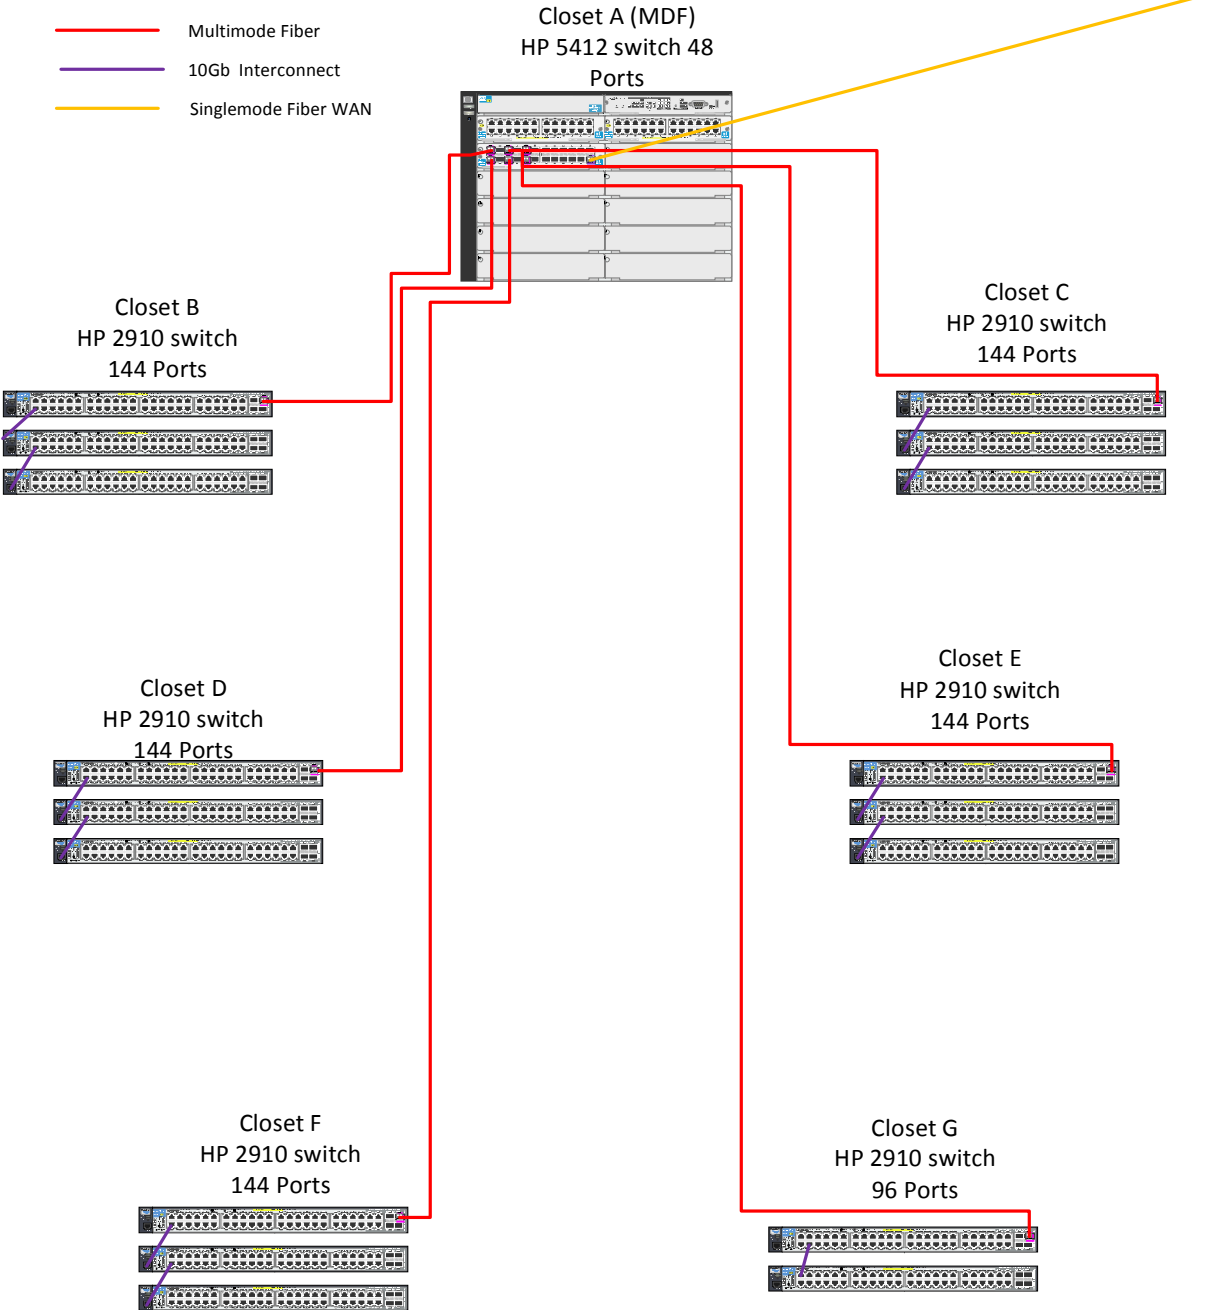 Closet A (MDF)
HP 5412 switch 48
Ports
Multimode Fiber
10Gb  Interconnect
Singlemode Fiber WAN
Closet B
HP 2910 switch
144 Ports
Closet C
HP 2910 switch
144 Ports
Closet D
HP 2910 switch
144 Ports
Closet E
HP 2910 switch
144 Ports
Closet F
HP 2910 switch
144 Ports
Closet G
HP 2910 switch
96 Ports